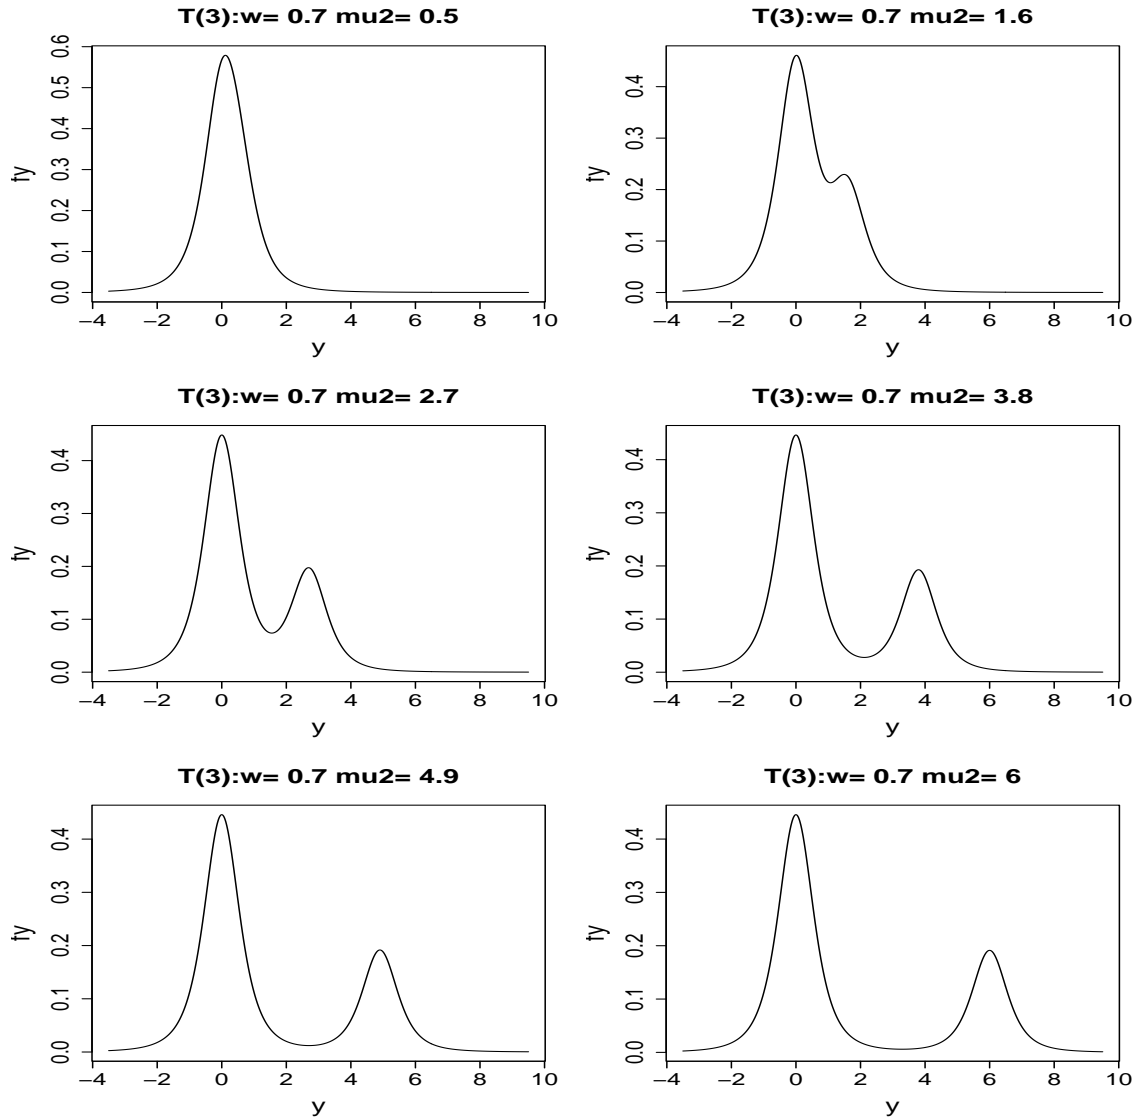 T(3):w= 0.7 mu2= 0.5
0.0 0.1 0.2 0.3 0.4 0.5 0.6
fy
−4 −2 0 2 4 6 8 10
y
T(3):w= 0.7 mu2= 1.6
0.0 0.1 0.2 0.3 0.4
fy
−4 −2 0 2 4 6 8 10
y
T(3):w= 0.7 mu2= 2.7
0.0 0.1 0.2 0.3 0.4
fy
−4 −2 0 2 4 6 8 10
y
T(3):w= 0.7 mu2= 3.8
0.0 0.1 0.2 0.3 0.4
fy
−4 −2 0 2 4 6 8 10
y
T(3):w= 0.7 mu2= 4.9
0.0 0.1 0.2 0.3 0.4
fy
−4 −2 0 2 4 6 8 10
y
T(3):w= 0.7 mu2= 6
0.0 0.1 0.2 0.3 0.4
fy
−4 −2 0 2 4 6 8 10
y